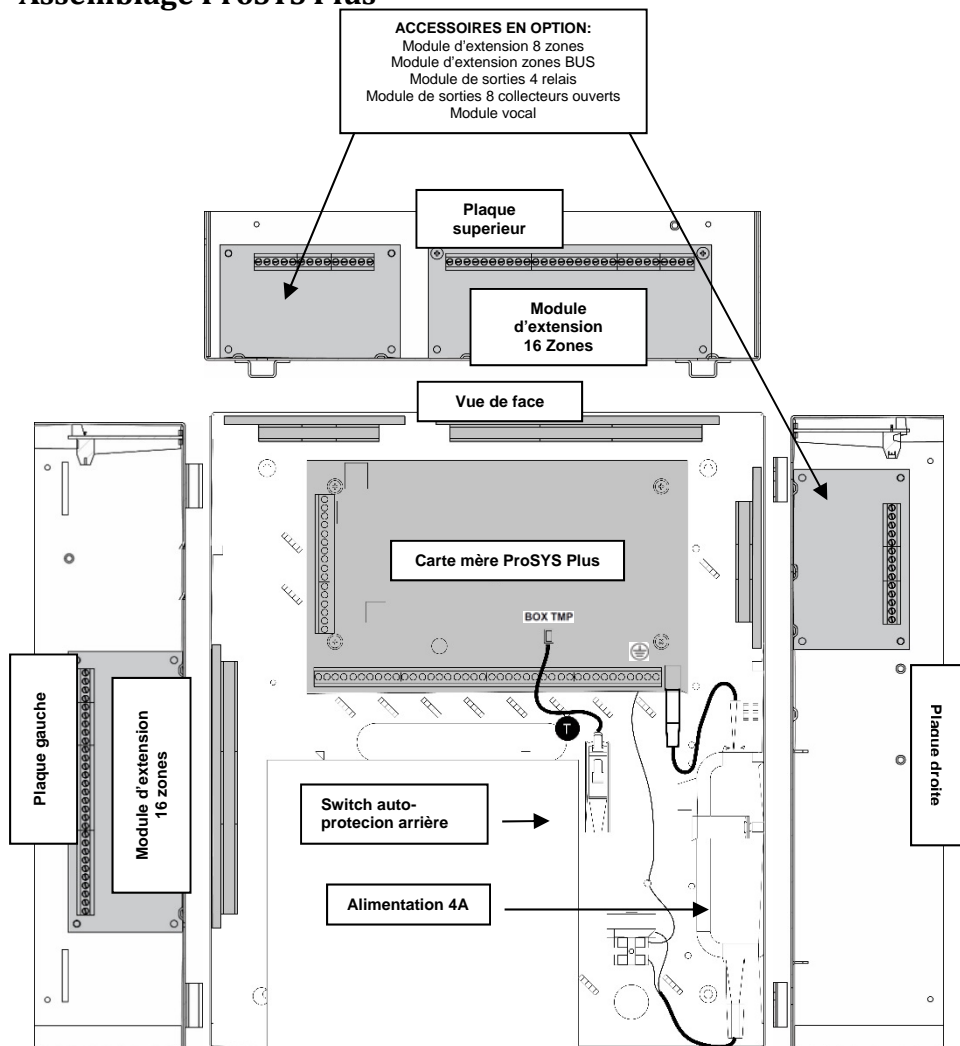 Assemblage ProSYS Plus
ACCESSOIRES EN OPTION:
Module d'extension 8 zones
Module d'extension zones BUS
Module de sorties 4 relais
Module de sorties 8 collecteurs ouverts
Module vocal
Plaque
superieur
Module
d'extension
16 Zones
Vue de face
Carte mère ProSYS Plus
BOX TMP
T
Plaque gauche
Module d'extension
16 zones
Plaque droite
Switch auto-
protecion arrière
Alimentation 4A